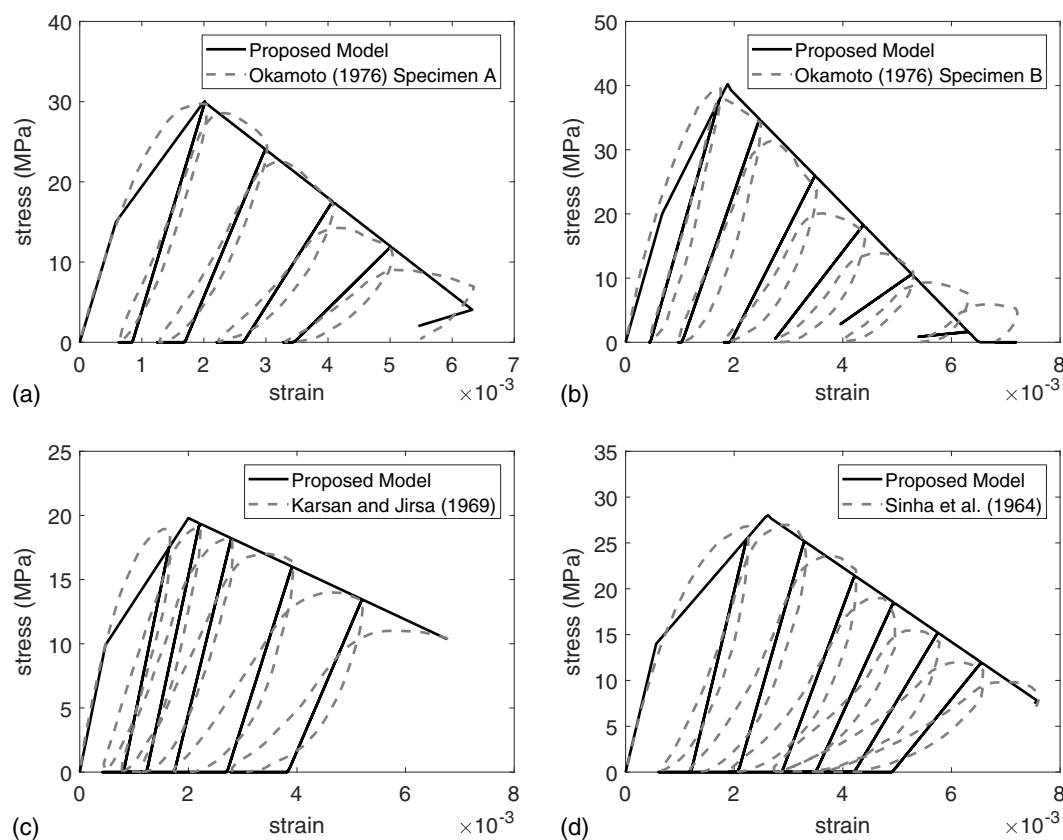 40
30
20
10
0
stress (MPa)
Proposed Model
Okamoto (1976) Specimen A
0 1 2 3 4 5 6 7
strain
×10⁻³
(a)
50
40
30
20
10
0
stress (MPa)
Proposed Model
Okamoto (1976) Specimen B
0 2 4 6 8
strain
×10⁻³
(b)
25
20
15
10
5
0
stress (MPa)
Proposed Model
Karsan and Jirsa (1969)
0 2 4 6 8
strain
×10⁻³
(c)
35
30
25
20
15
10
5
0
stress (MPa)
Proposed Model
Sinha et al. (1964)
0 2 4 6 8
strain
×10⁻³
(d)